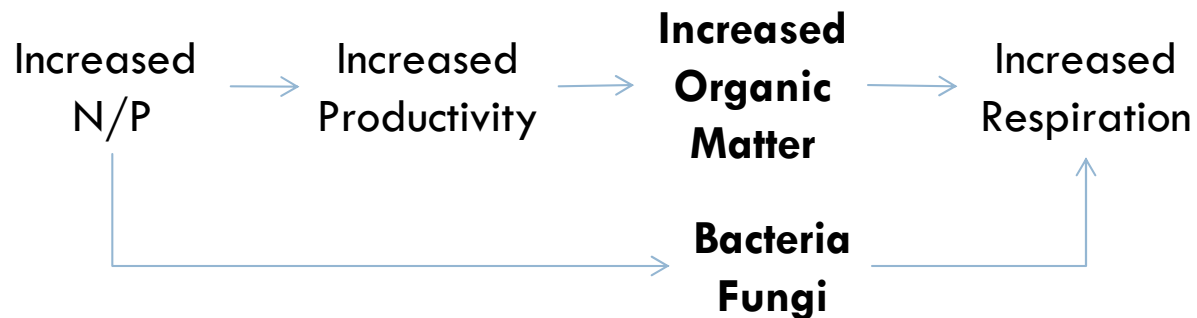 Increased
N/P
Increased
Productivity
Increased
Organic
Matter
Increased
Respiration
Bacteria
Fungi